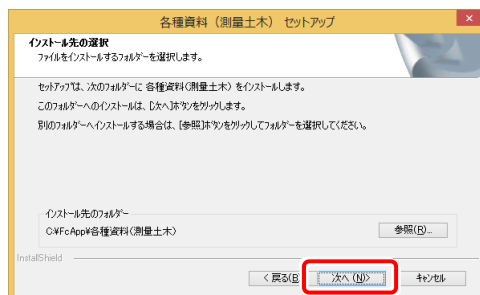 各種資料（測量土木） セットアップ
インストール先の選択
ファイルをインストールするフォルダーを選択します。
セットアップは、次のフォルダーに 各種資料（測量土木） をインストールします。
このフォルダーへのインストールは、[次へ]ボタンをクリックします。
別のフォルダーへインストールする場合は、[参照]ボタンをクリックしてフォルダーを選択してください。
インストール先のフォルダー
C:¥FcApp¥各種資料（測量土木）
参照(R)...
InstallShield
< 戻る(B 次へ (N)> キャンセル